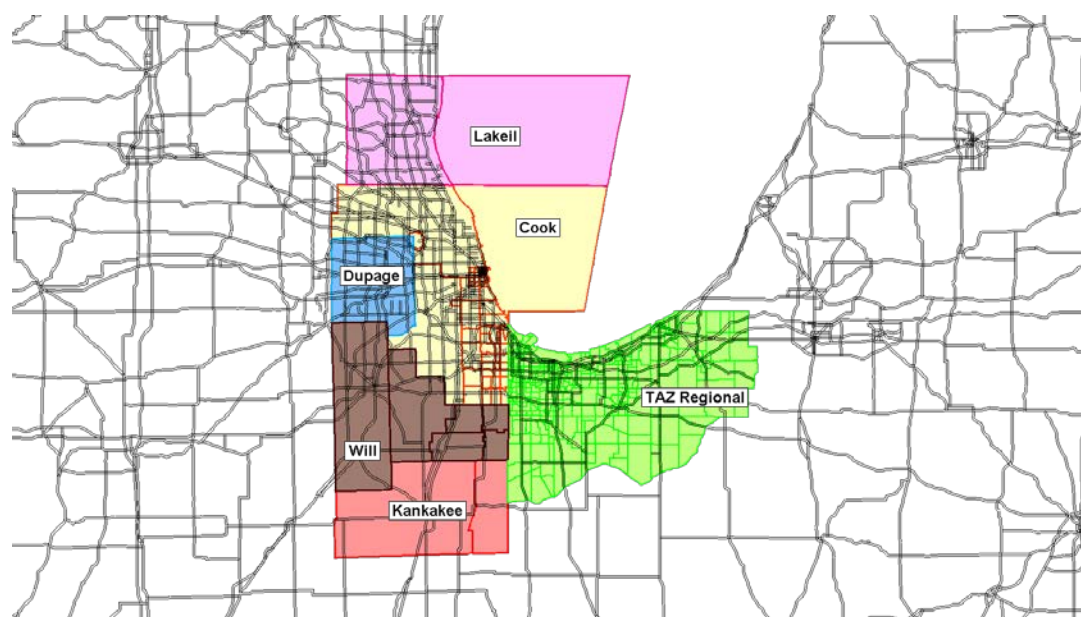 Lakeil
Cook
Dupage
TAZ Regional
Will
Kankakee